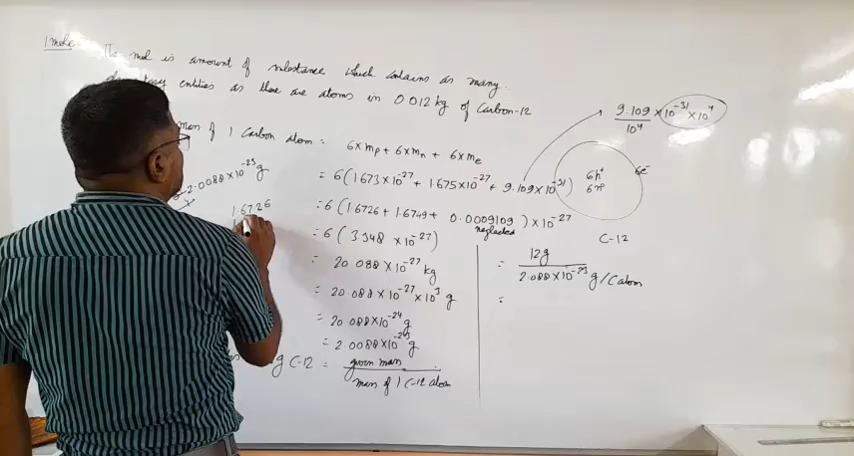 1 mole
The mol is amount of substance which contains as many
entities as there are atoms in 0.012 kg of Carbon-12
mass of 1 Carbon atom = 6×mp + 6×mn + 6×me
= 6(1.673×10⁻²⁷ + 1.675×10⁻²⁷ + 9.109×10⁻³¹)
= 6(1.6726 + 1.6749 + 0.0009109) × 10⁻²⁷
neglected
= 6(3.348 × 10⁻²⁷)
= 20.088 × 10⁻²⁷ kg
= 20.088 × 10⁻²⁷ × 10³ g
= 20.088 × 10⁻²⁴ g
= 2.0088 × 10⁻²³ g
g C-12 = given mass / mass of 1 C-12 atom
2.0088 × 10⁻²³ g
1.6726
9.109 / 10⁴ × 10⁻³¹ × 10⁴
6n⁰
6p
6e⁻
C-12
= 12g / 2.088 × 10⁻²³ g/C atom
=